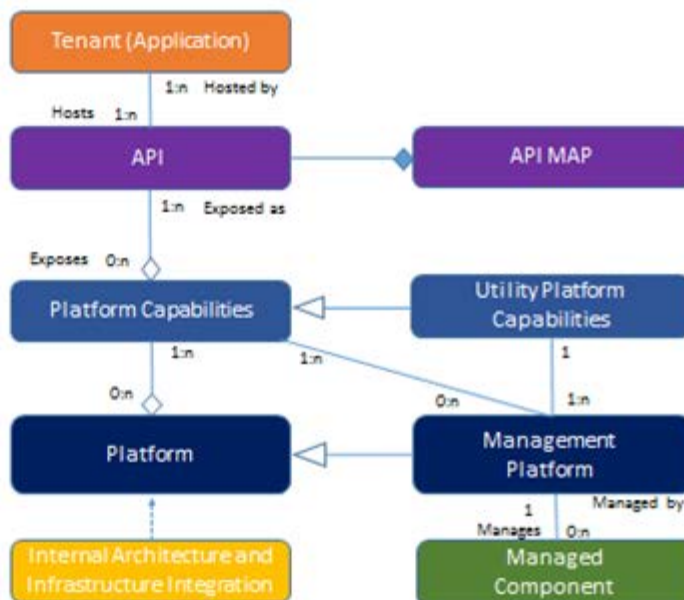 Tenant (Application)
1:n Hosted by
Hosts 1:n
API
API MAP
1:n Exposed as
Exposes 0:n
Platform Capabilities
Utility Platform
Capabilities
1:n
1:n
1
0:n
0:n
1:n
Platform
Management
Platform
1
Managed by
Manages
0:n
Internal Architecture and
Infrastructure Integration
Managed
Component